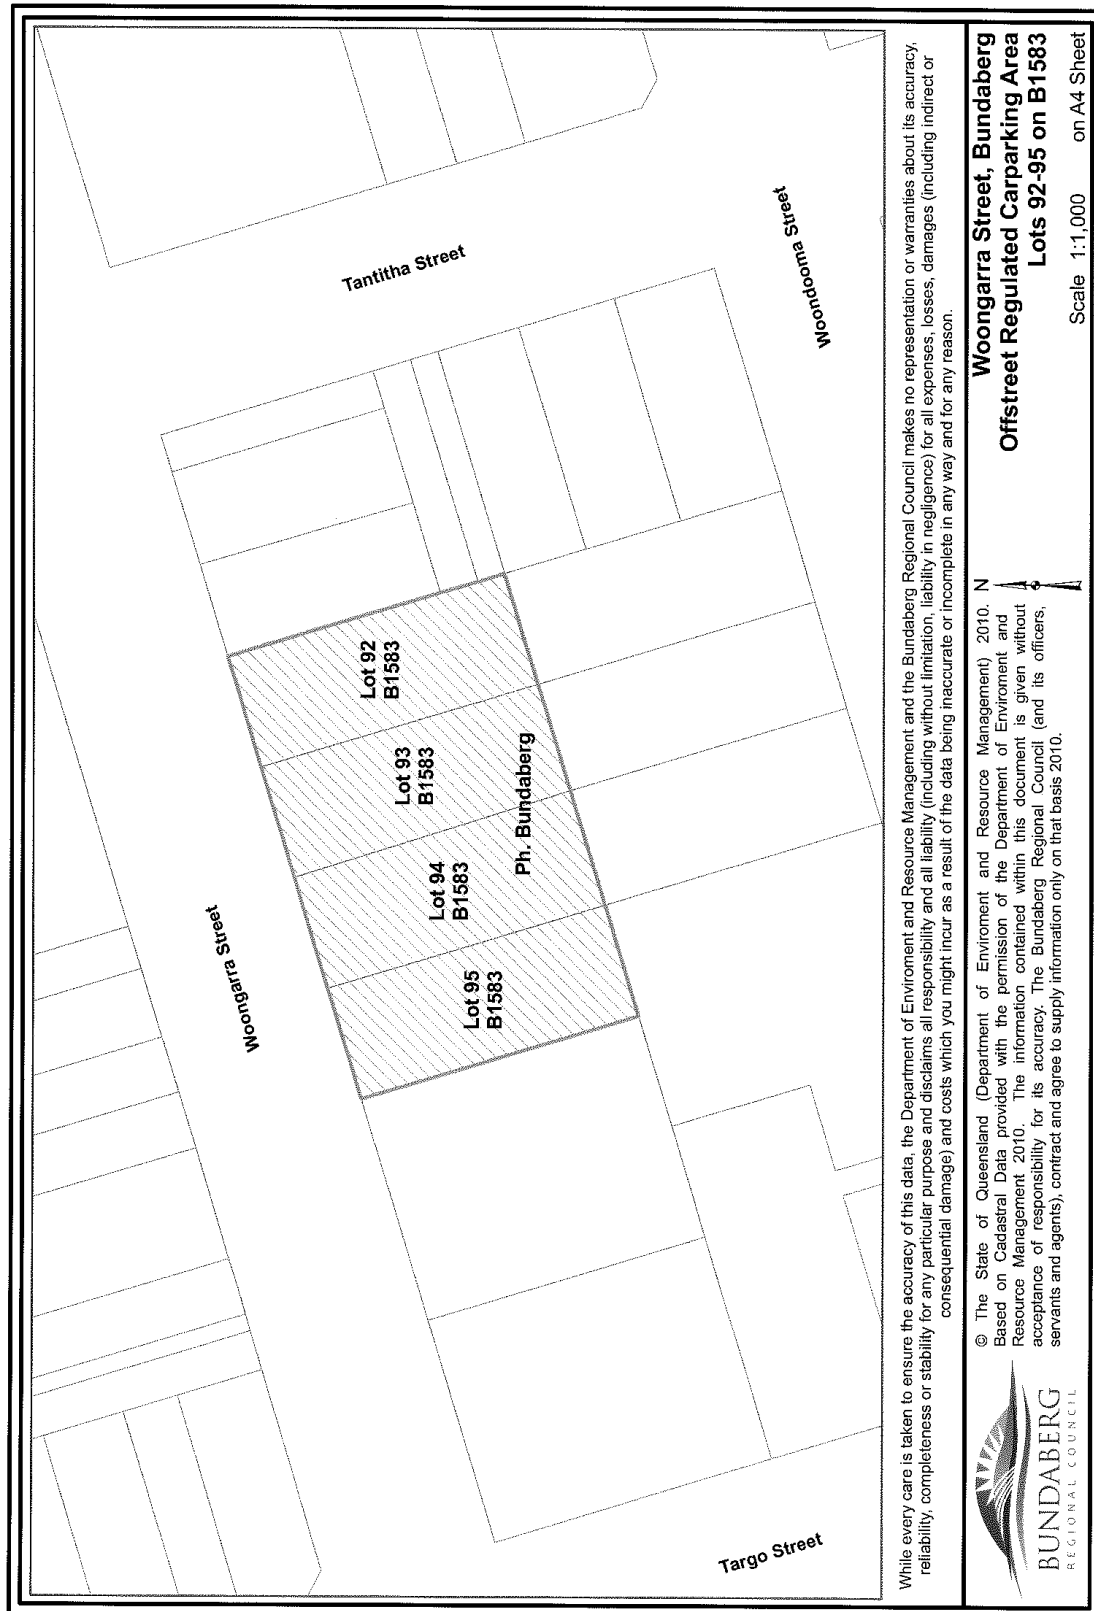 Tantitha Street
Woongarra Street
Woondooma Street
Targo Street
Lot 92
B1583
Lot 93
B1583
Lot 94
B1583
Lot 95
B1583
Ph. Bundaberg
While every care is taken to ensure the accuracy of this data, the Department of Enviroment and Resource Management and the Bundaberg Regional Council makes no representation or warranties about its accuracy,
reliability, completeness or stability for any particular purpose and disclaims all responsibility and all liability (including without limitation, liability in negligence) for all expenses, losses, damages (including indirect or
consequential damage) and costs which you might incur as a result of the data being inaccurate or incomplete in any way and for any reason.
BUNDABERG
REGIONAL COUNCIL
© The State of Queensland (Department of Enviroment and Resource Management) 2010.
Based on Cadastral Data provided with the permission of the Department of Enviroment and
Resource Management 2010. The information contained within this document is given without
acceptance of responsibility for its accuracy. The Bundaberg Regional Council (and its officers,
servants and agents), contract and agree to supply information only on that basis 2010.
N
Woongarra Street, Bundaberg
Offstreet Regulated Carparking Area
Lots 92-95 on B1583
Scale 1:1,000 on A4 Sheet